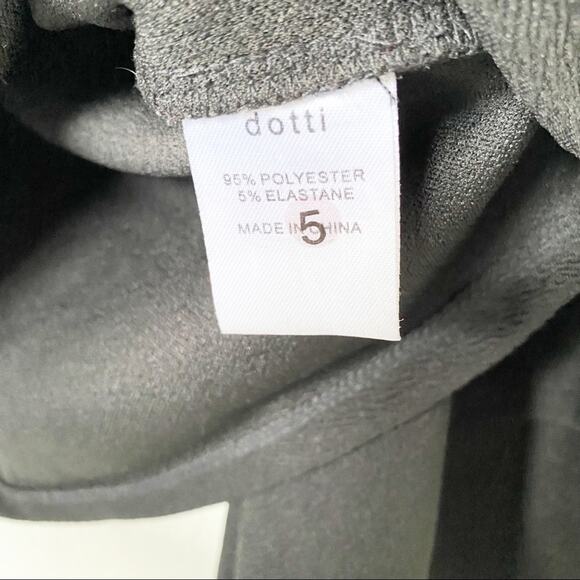 dotti
95% POLYESTER
5% ELASTANE
MADE IN CHINA
5